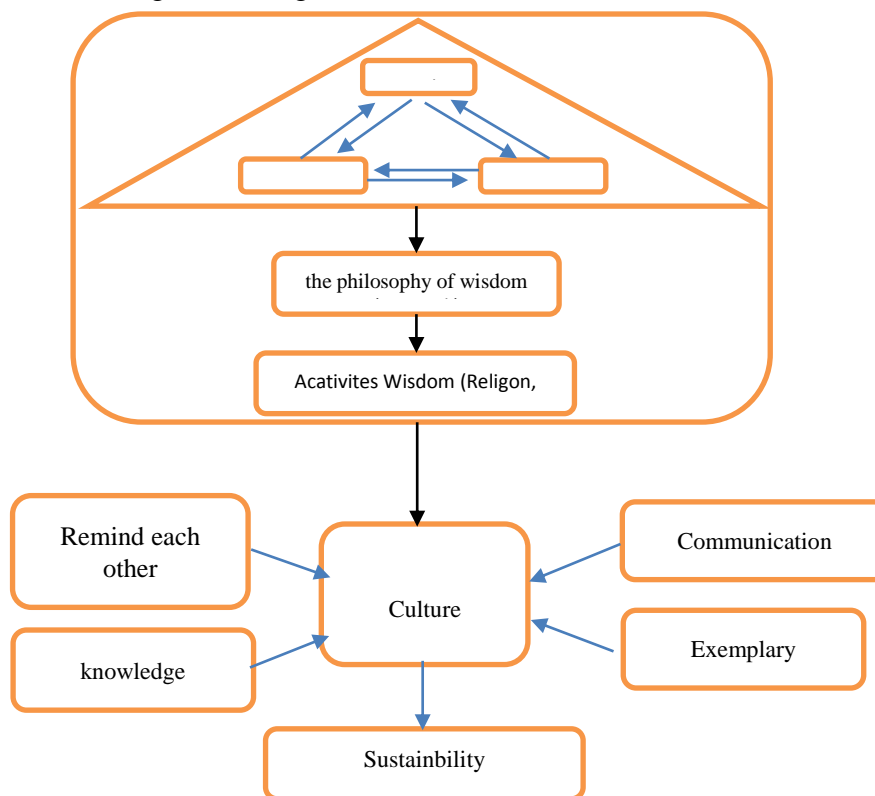 the philosophy of wisdom
Acativites Wisdom (Religon,
Remind each
other
Communication
Culture
knowledge
Exemplary
Sustainbility